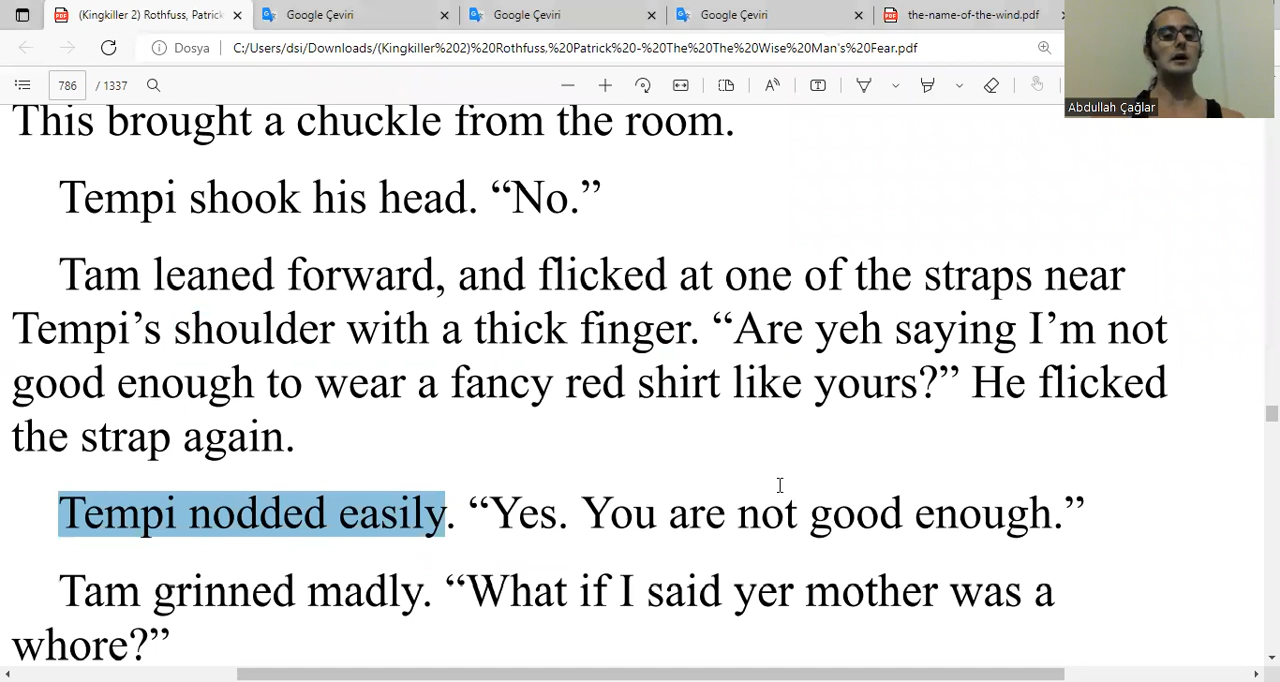 (Kingkiller 2) Rothfuss, Patrick
Google Çeviri
Google Çeviri
Google Çeviri
the-name-of-the-wind.pdf
Dosya
C:/Users/dsi/Downloads/(Kingkiller%202)%20Rothfuss,%20Patrick%20-%20The%20The%20Wise%20Man's%20Fear.pdf
786 / 1337
Abdullah Çağlar
This brought a chuckle from the room.
Tempi shook his head. “No.”
Tam leaned forward, and flicked at one of the straps near
Tempi’s shoulder with a thick finger. “Are yeh saying I’m not
good enough to wear a fancy red shirt like yours?” He flicked
the strap again.
Tempi nodded easily. “Yes. You are not good enough.”
Tam grinned madly. “What if I said yer mother was a
whore?”